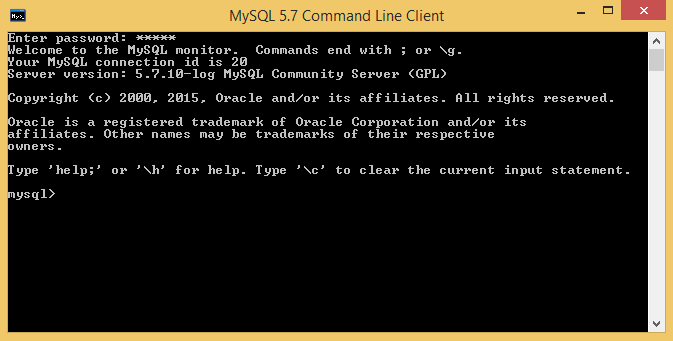 MySQL 5.7 Command Line Client
Enter password: *****
Welcome to the MySQL monitor.  Commands end with ; or \g.
Your MySQL connection id is 20
Server version: 5.7.10-log MySQL Community Server (GPL)
Copyright (c) 2000, 2015, Oracle and/or its affiliates. All rights reserved.
Oracle is a registered trademark of Oracle Corporation and/or its
affiliates. Other names may be trademarks of their respective
owners.
Type 'help;' or '\h' for help. Type '\c' to clear the current input statement.
mysql>